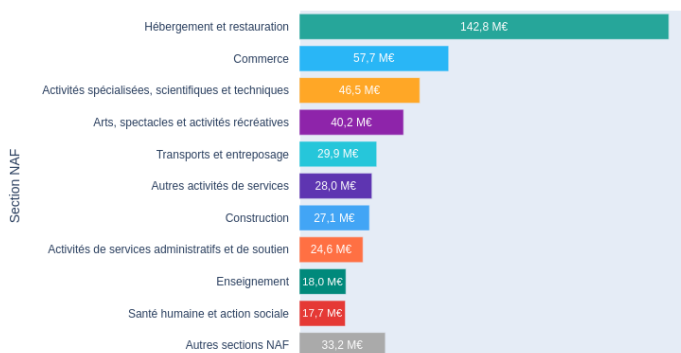 Section NAF
Hébergement et restauration 142,8 M€
Commerce 57,7 M€
Activités spécialisées, scientifiques et techniques 46,5 M€
Arts, spectacles et activités récréatives 40,2 M€
Transports et entreposage 29,9 M€
Autres activités de services 28,0 M€
Construction 27,1 M€
Activités de services administratifs et de soutien 24,6 M€
Enseignement 18,0 M€
Santé humaine et action sociale 17,7 M€
Autres sections NAF 33,2 M€